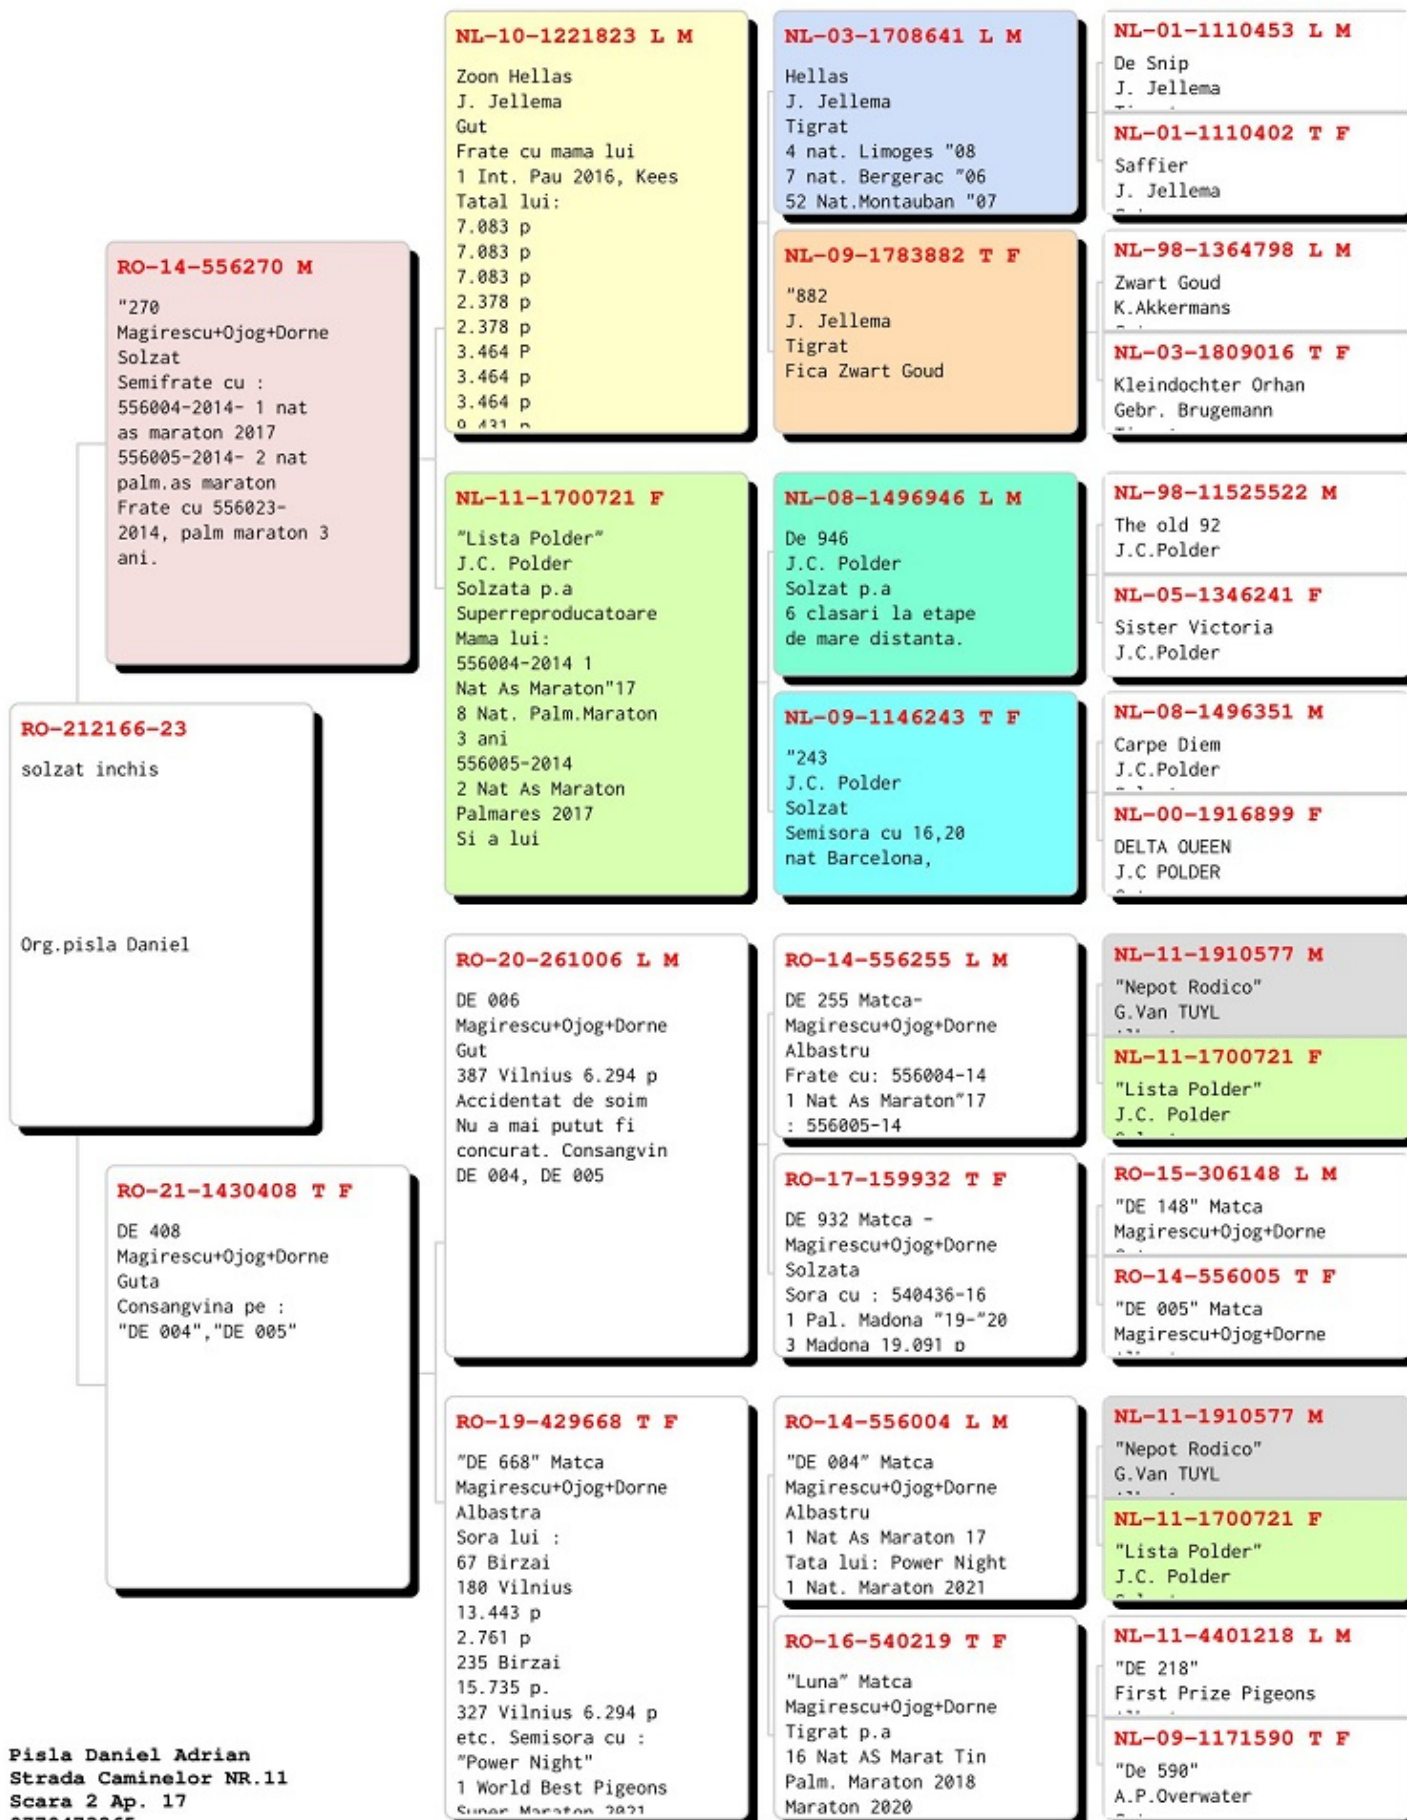 RO-212166-23
solzat inchis
Org.pisla Daniel
RO-14-556270 M
"270
Magirescu+Ojog+Dorne
Solzat
Semifrate cu :
556004-2014- 1 nat
as maraton 2017
556005-2014- 2 nat
palm.as maraton
Frate cu 556023-
2014, palm maraton 3
ani.
RO-21-1430408 T F
DE 408
Magirescu+Ojog+Dorne
Guta
Consangvina pe :
"DE 004","DE 005"
NL-10-1221823 L M
Zoon Hellas
J. Jellema
Gut
Frate cu mama lui
1 Int. Pau 2016, Kees
Tatal lui:
7.083 p
7.083 p
7.083 p
2.378 p
2.378 p
3.464 P
3.464 p
3.464 p
9.431 p
NL-11-1700721 F
"Lista Polder"
J.C. Polder
Solzata p.a
Superreproducatoare
Mama lui:
556004-2014 1
Nat As Maraton"17
8 Nat. Palm.Maraton
3 ani
556005-2014
2 Nat As Maraton
Palmares 2017
Si a lui
RO-20-261006 L M
DE 006
Magirescu+Ojog+Dorne
Gut
387 Vilnius 6.294 p
Accidentat de soim
Nu a mai putut fi
concurat. Consangvin
DE 004, DE 005
RO-19-429668 T F
"DE 668" Matca
Magirescu+Ojog+Dorne
Albastra
Sora lui :
67 Birzai
180 Vilnius
13.443 p
2.761 p
235 Birzai
15.735 p.
327 Vilnius 6.294 p
etc. Semisora cu :
"Power Night"
1 World Best Pigeons
Super Maraton 2021
NL-03-1708641 L M
Hellas
J. Jellema
Tigrat
4 nat. Limoges "08
7 nat. Bergerac "06
52 Nat.Montauban "07
NL-09-1783882 T F
"882
J. Jellema
Tigrat
Fica Zwart Goud
NL-08-1496946 L M
De 946
J.C. Polder
Solzat p.a
6 clasari la etape
de mare distanta.
NL-09-1146243 T F
"243
J.C. Polder
Solzat
Semisora cu 16,20
nat Barcelona,
RO-14-556255 L M
DE 255 Matca-
Magirescu+Ojog+Dorne
Albastru
Frate cu: 556004-14
1 Nat As Maraton"17
: 556005-14
RO-17-159932 T F
DE 932 Matca -
Magirescu+Ojog+Dorne
Solzata
Sora cu : 540436-16
1 Pal. Madona "19-"20
3 Madona 19.091 p
RO-14-556004 L M
"DE 004" Matca
Magirescu+Ojog+Dorne
Albastru
1 Nat As Maraton 17
Tata lui: Power Night
1 Nat. Maraton 2021
RO-16-540219 T F
"Luna" Matca
Magirescu+Ojog+Dorne
Tigrat p.a
16 Nat AS Marat Tin
Palm. Maraton 2018
Maraton 2020
NL-01-1110453 L M
De Snip
J. Jellema
NL-01-1110402 T F
Saffier
J. Jellema
NL-98-1364798 L M
Zwart Goud
K.Akkermans
NL-03-1809016 T F
Kleindochter Orhan
Gebr. Brugemann
NL-98-11525522 M
The old 92
J.C.Polder
NL-05-1346241 F
Sister Victoria
J.C.Polder
NL-08-1496351 M
Carpe Diem
J.C.Polder
NL-00-1916899 F
DELTA QUEEN
J.C POLDER
NL-11-1910577 M
"Nepot Rodico"
G.Van TUYL
NL-11-1700721 F
"Lista Polder"
J.C. Polder
RO-15-306148 L M
"DE 148" Matca
Magirescu+Ojog+Dorne
RO-14-556005 T F
"DE 005" Matca
Magirescu+Ojog+Dorne
NL-11-1910577 M
"Nepot Rodico"
G.Van TUYL
NL-11-1700721 F
"Lista Polder"
J.C. Polder
NL-11-4401218 L M
"DE 218"
First Prize Pigeons
NL-09-1171590 T F
"De 590"
A.P.Overwater
Pisla Daniel Adrian
Strada Caminelor NR.11
Scara 2 Ap. 17